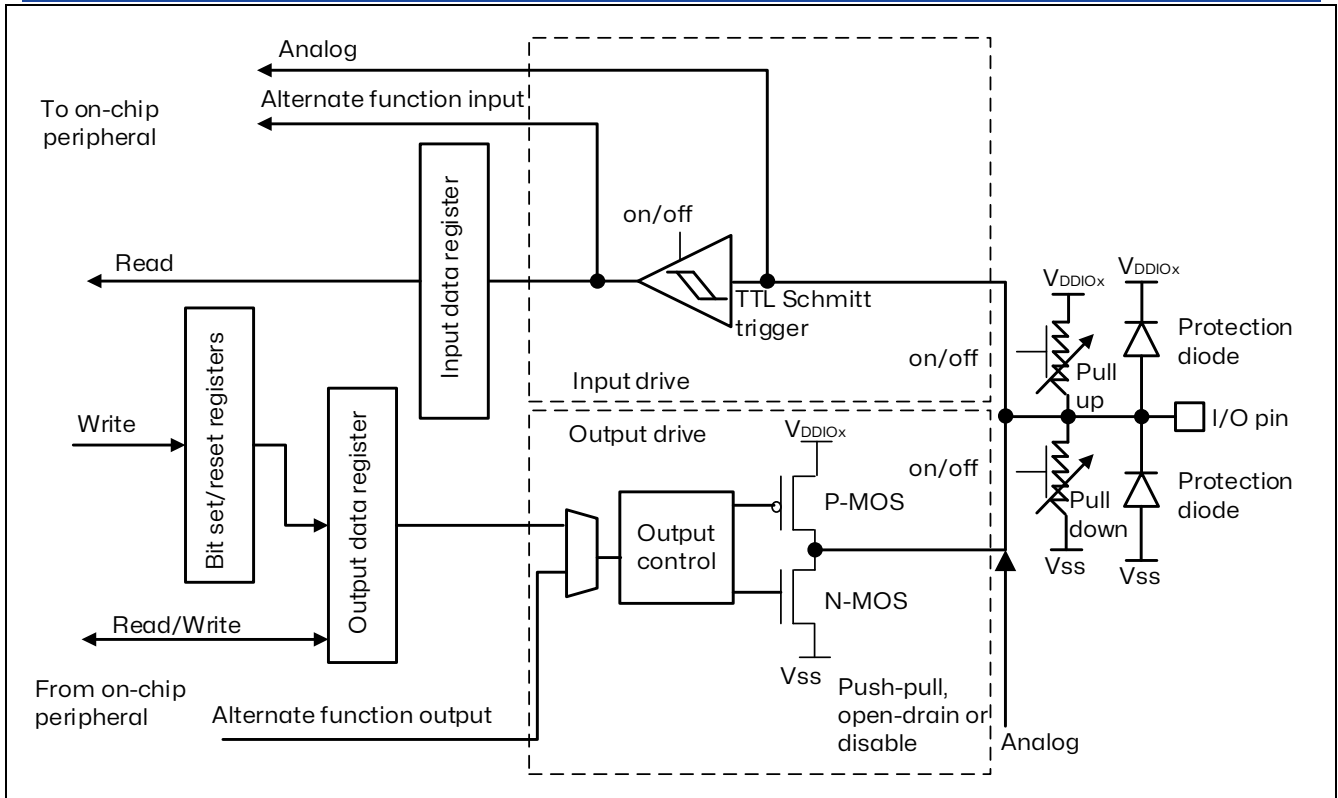 Analog
Alternate function input
To on-chip
peripheral
Input data register
on/off
Read
TTL Schmitt
trigger
VDDIOx
VDDIOx
Protection
diode
on/off
Pull
up
Input drive
Bit set/reset registers
Write
Output data register
Output drive
VDDIOx
I/O pin
on/off
P-MOS
Pull
down
Protection
diode
Output
control
Vss
Vss
N-MOS
Read/Write
Vss
From on-chip
peripheral
Alternate function output
Push-pull,
open-drain or
disable
Analog